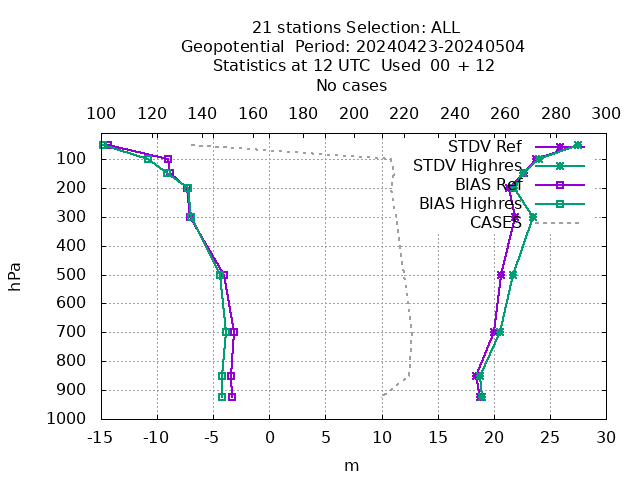 21 stations Selection: ALL
Geopotential  Period: 20240423-20240504
Statistics at 12 UTC  Used  00 + 12
No cases
100 120 140 160 180 200 220 240 260 280 300
STDV Ref
STDV Highres
BIAS Ref
BIAS Highres
CASES
hPa
100
200
300
400
500
600
700
800
900
1000
-15 -10 -5 0 5 10 15 20 25 30
m